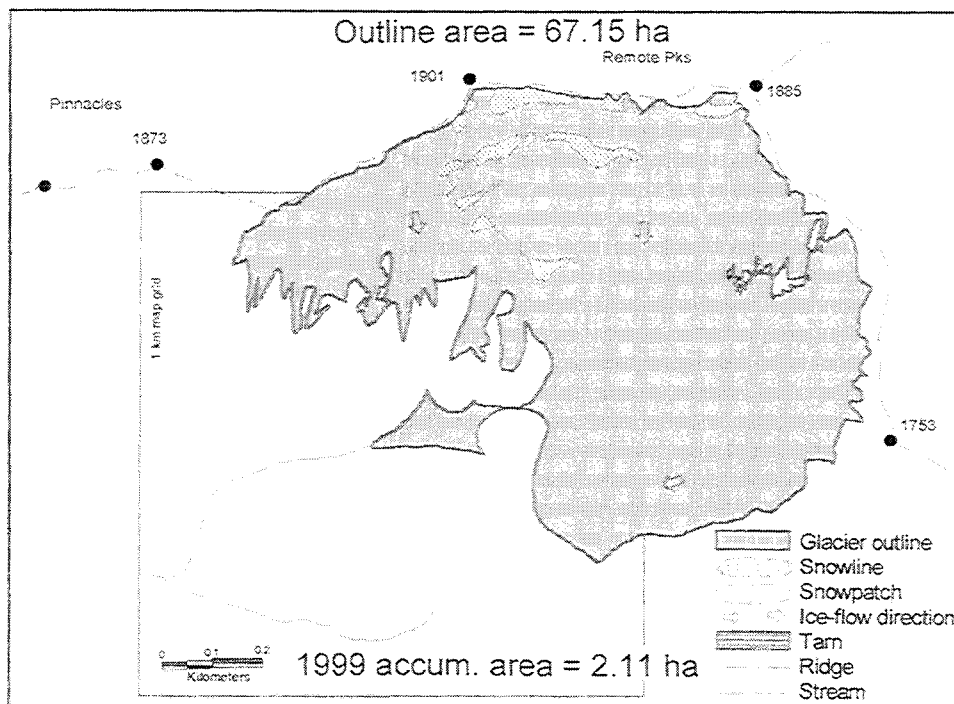 Outline area = 67.15 ha
Remote Pks
1901
1885
Pinnacles
1873
1 km map grid
1753
Glacier outline
Snowline
Snowpatch
Ice-flow direction
Tarn
Ridge
Stream
0 0.1 0.2
Kilometers
1999 accum. area = 2.11 ha